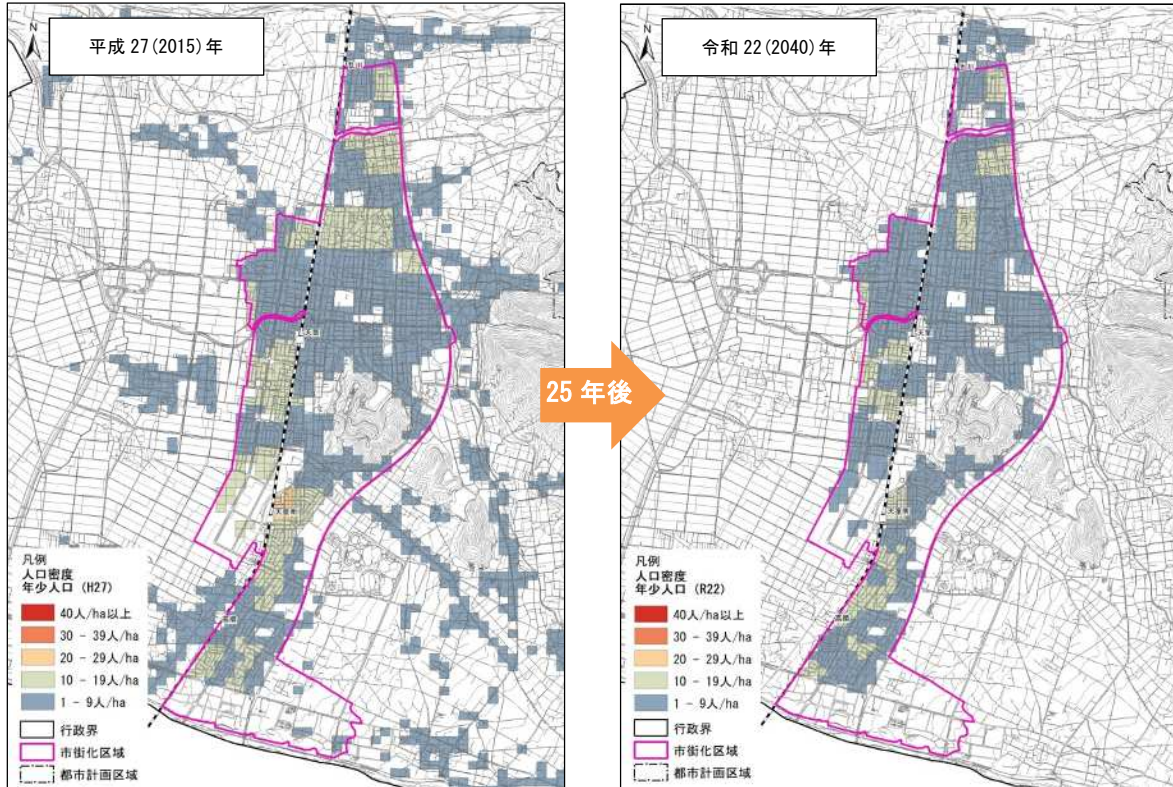 平成 27(2015)年
N
凡例
人口密度
年少人口 (H27)
40人/ha以上
30 - 39人/ha
20 - 29人/ha
10 - 19人/ha
1 - 9人/ha
行政界
市街化区域
都市計画区域
25 年後
令和 22(2040)年
N
凡例
人口密度
年少人口 (R22)
40人/ha以上
30 - 39人/ha
20 - 29人/ha
10 - 19人/ha
1 - 9人/ha
行政界
市街化区域
都市計画区域